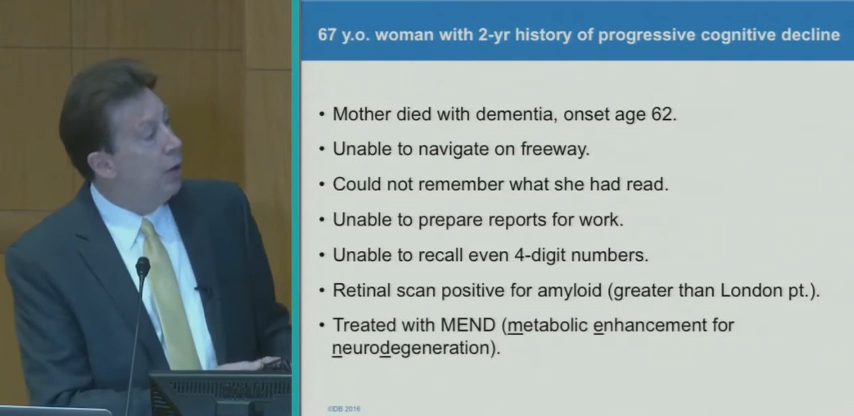 67 y.o. woman with 2-yr history of progressive cognitive decline
• Mother died with dementia, onset age 62.
• Unable to navigate on freeway.
• Could not remember what she had read.
• Unable to prepare reports for work.
• Unable to recall even 4-digit numbers.
• Retinal scan positive for amyloid (greater than London pt.).
• Treated with MEND (metabolic enhancement for
neurodegeneration).
©DB 2016